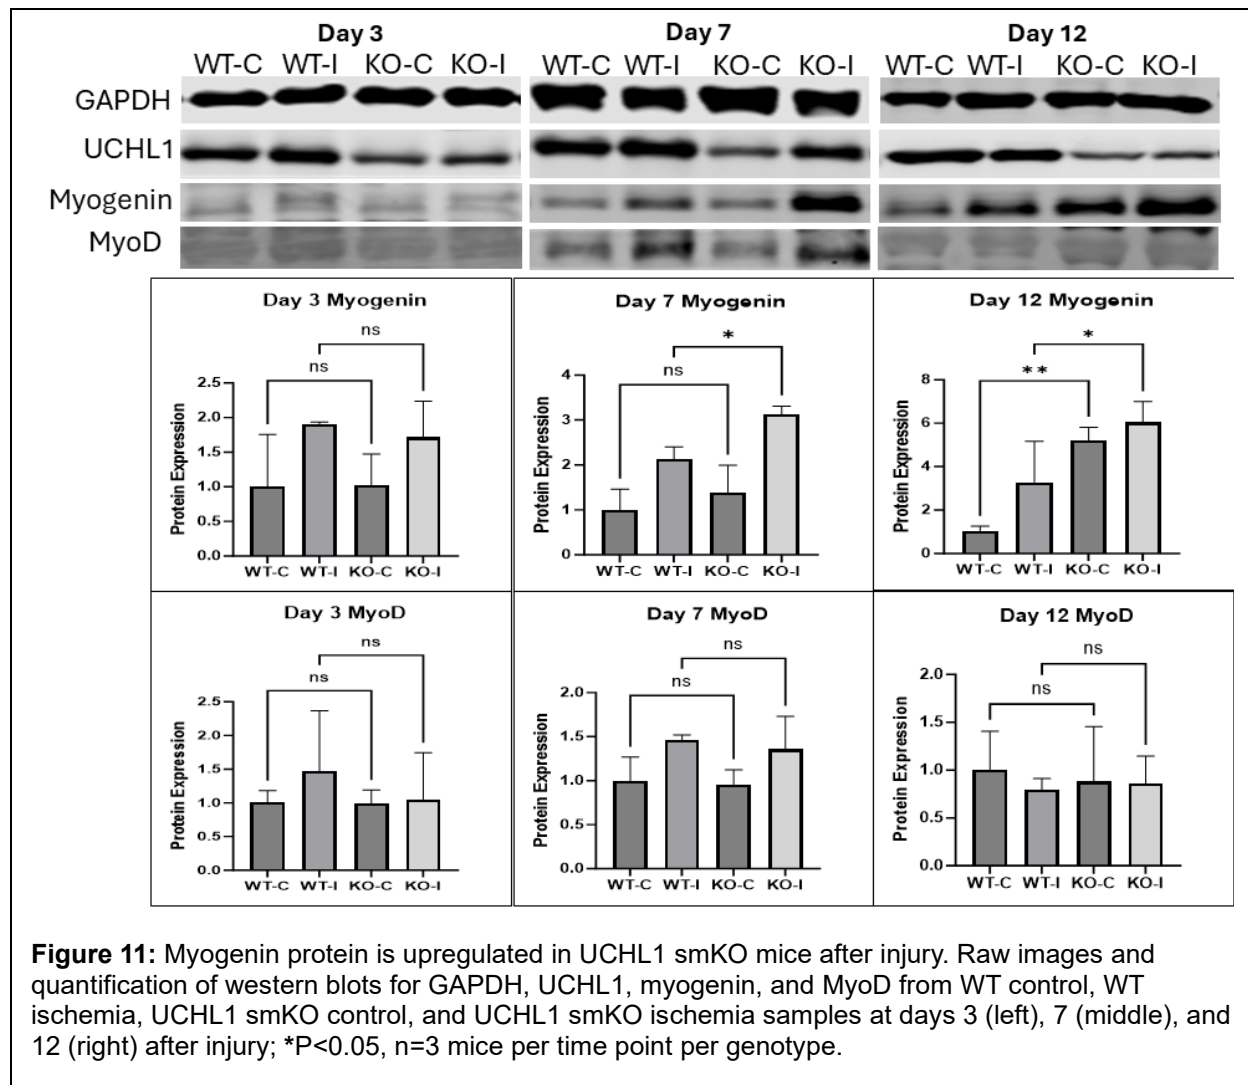 Day 3 Day 7 Day 12
WT-C WT-I KO-C KO-I WT-C WT-I KO-C KO-I WT-C WT-I KO-C KO-I
GAPDH
UCHL1
Myogenin
MyoD
Day 3 Myogenin
ns
ns
2.5
2.0
1.5
1.0
0.5
0.0
Protein Expression
WT-C WT-I KO-C KO-I
Day 7 Myogenin
*
ns
4
3
2
1
0
Protein Expression
WT-C WT-I KO-C KO-I
Day 12 Myogenin
*
**
8
6
4
2
0
Protein Expression
WT-C WT-I KO-C KO-I
Day 3 MyoD
ns
ns
2.5
2.0
1.5
1.0
0.5
0.0
Protein Expression
WT-C WT-I KO-C KO-I
Day 7 MyoD
ns
ns
2.0
1.5
1.0
0.5
0.0
Protein Expression
WT-C WT-I KO-C KO-I
Day 12 MyoD
ns
ns
2.0
1.5
1.0
0.5
0.0
Protein Expression
WT-C WT-I KO-C KO-I
Figure 11: Myogenin protein is upregulated in UCHL1 smKO mice after injury. Raw images and
quantification of western blots for GAPDH, UCHL1, myogenin, and MyoD from WT control, WT
ischemia, UCHL1 smKO control, and UCHL1 smKO ischemia samples at days 3 (left), 7 (middle), and
12 (right) after injury; *P<0.05, n=3 mice per time point per genotype.